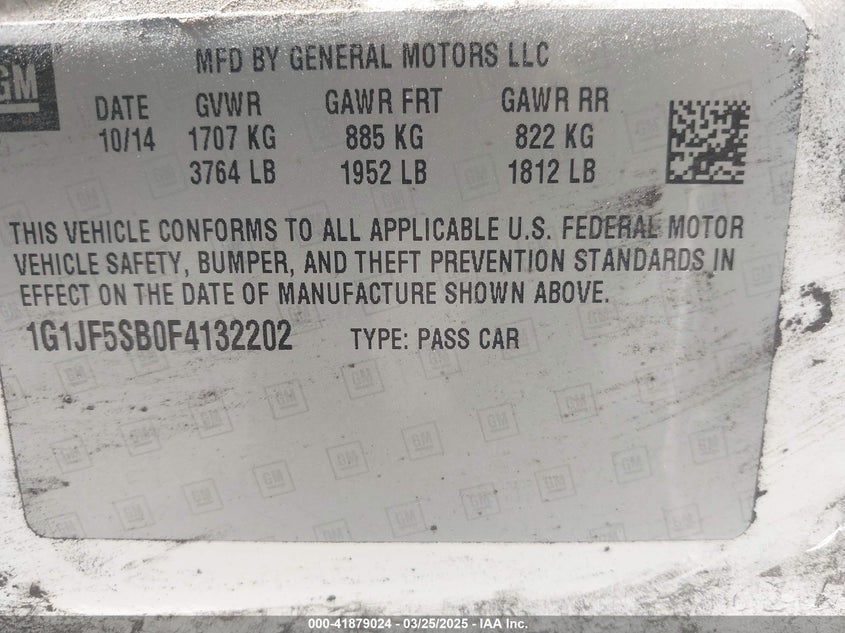 GM
MFD BY GENERAL MOTORS LLC
DATE GVWR GAWR FRT GAWR RR
10/14 1707 KG 885 KG 822 KG
3764 LB 1952 LB 1812 LB
THIS VEHICLE CONFORMS TO ALL APPLICABLE U.S. FEDERAL MOTOR
VEHICLE SAFETY, BUMPER, AND THEFT PREVENTION STANDARDS IN
EFFECT ON THE DATE OF MANUFACTURE SHOWN ABOVE.
1G1JF5SB0F4132202 TYPE: PASS CAR
000-41879024 - 03/25/2025 - IAA Inc.